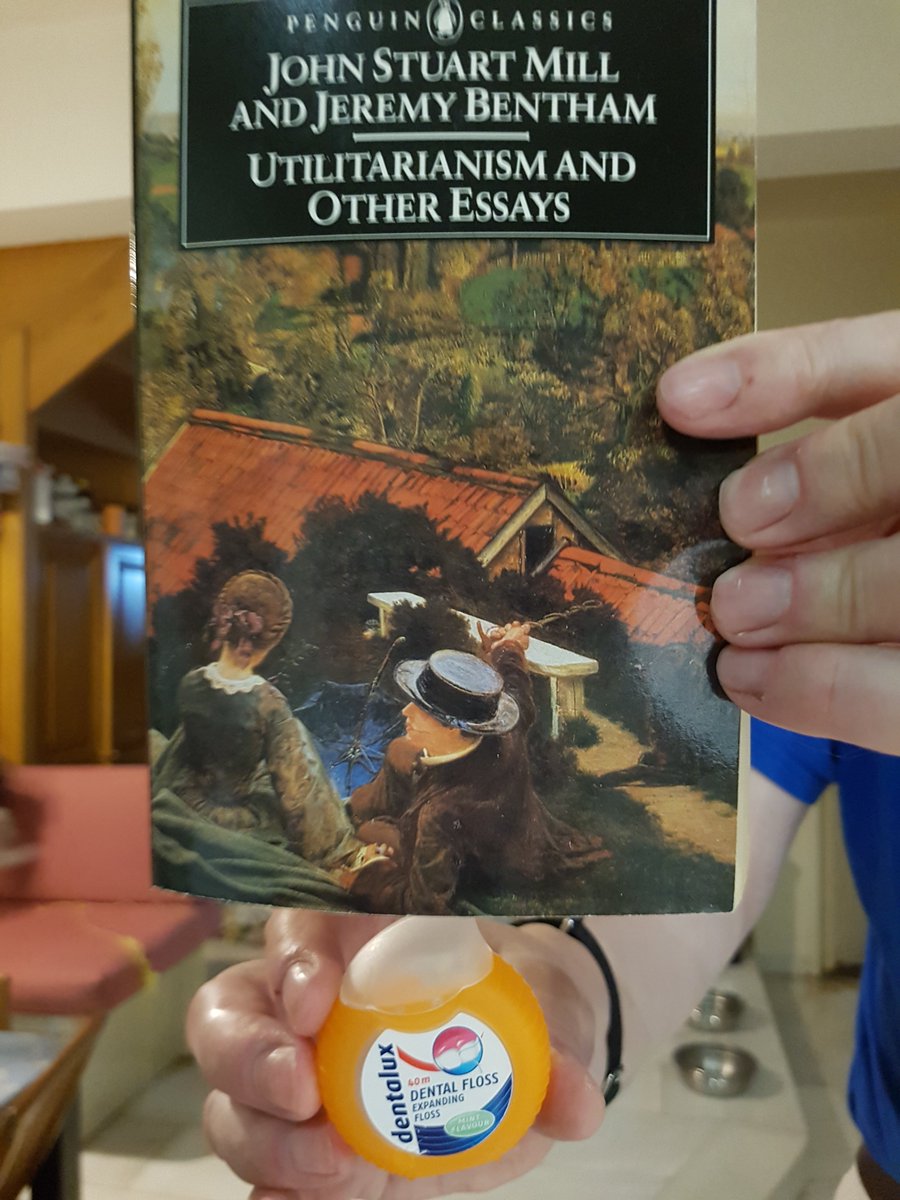 PENGUIN CLASSICS
JOHN STUART MILL
AND JEREMY BENTHAM
UTILITARIANISM AND
OTHER ESSAYS
dentalux
40m
DENTAL FLOSS
EXPANDING
FLOSS
MINT
FLAVOUR